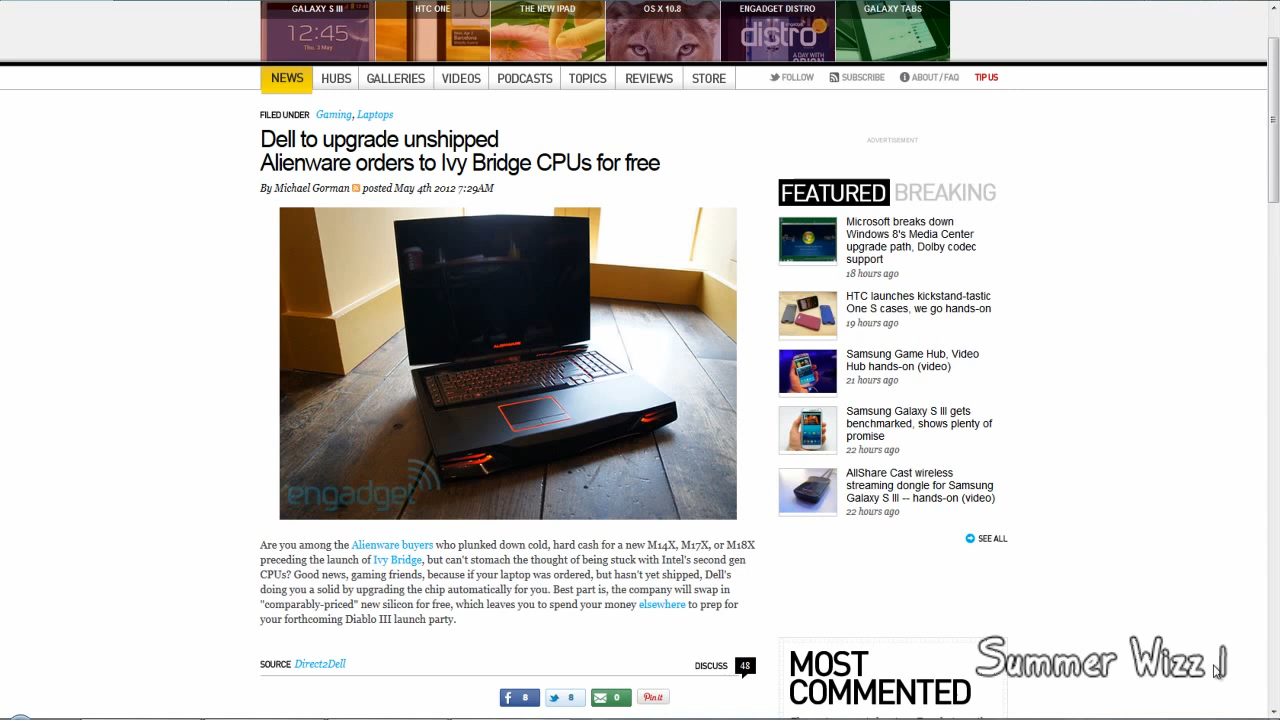 GALAXY S III
HTC ONE
THE NEW IPAD
OS X 10.8
ENGADGET DISTRO
GALAXY TABS
12:45
Thu. 3 May
12:45
distro
A DAY WITH
NEWS
HUBS
GALLERIES
VIDEOS
PODCASTS
TOPICS
REVIEWS
STORE
FOLLOW
SUBSCRIBE
ABOUT / FAQ
TIP US
FILED UNDER Gaming, Laptops
Dell to upgrade unshipped
Alienware orders to Ivy Bridge CPUs for free
By Michael Gorman posted May 4th 2012 7:29AM
ALIENWARE
engadget
Are you among the Alienware buyers who plunked down cold, hard cash for a new M14X, M17X, or M18X
preceding the launch of Ivy Bridge, but can't stomach the thought of being stuck with Intel's second gen
CPUs? Good news, gaming friends, because if your laptop was ordered, but hasn't yet shipped, Dell's
doing you a solid by upgrading the chip automatically for you. Best part is, the company will swap in
"comparably-priced" new silicon for free, which leaves you to spend your money elsewhere to prep for
your forthcoming Diablo III launch party.
SOURCE Direct2Dell
DISCUSS 48
8
8
0
Pin it
ADVERTISEMENT
FEATURED BREAKING
Microsoft breaks down
Windows 8's Media Center
upgrade path, Dolby codec
support
18 hours ago
HTC launches kickstand-tastic
One S cases, we go hands-on
19 hours ago
Samsung Game Hub, Video
Hub hands-on (video)
21 hours ago
Samsung Galaxy S III gets
benchmarked, shows plenty of
promise
22 hours ago
AllShare Cast wireless
streaming dongle for Samsung
Galaxy S III -- hands-on (video)
22 hours ago
SEE ALL
MOST
COMMENTED
Summer Wizz !